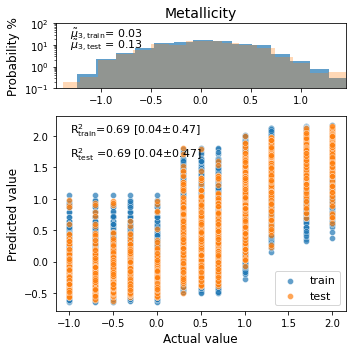 Metallicity
Probability %
10²
10¹
10⁰
10⁻¹
μ̃₃, train = 0.03
μ̃₃, test = 0.13
−1.0 −0.5 0.0 0.5 1.0
Predicted value
2.0
1.5
1.0
0.5
0.0
−0.5
R²train=0.69 [0.04±0.47]
R²test =0.69 [0.04±0.47]
train
test
−1.0 −0.5 0.0 0.5 1.0 1.5 2.0
Actual value